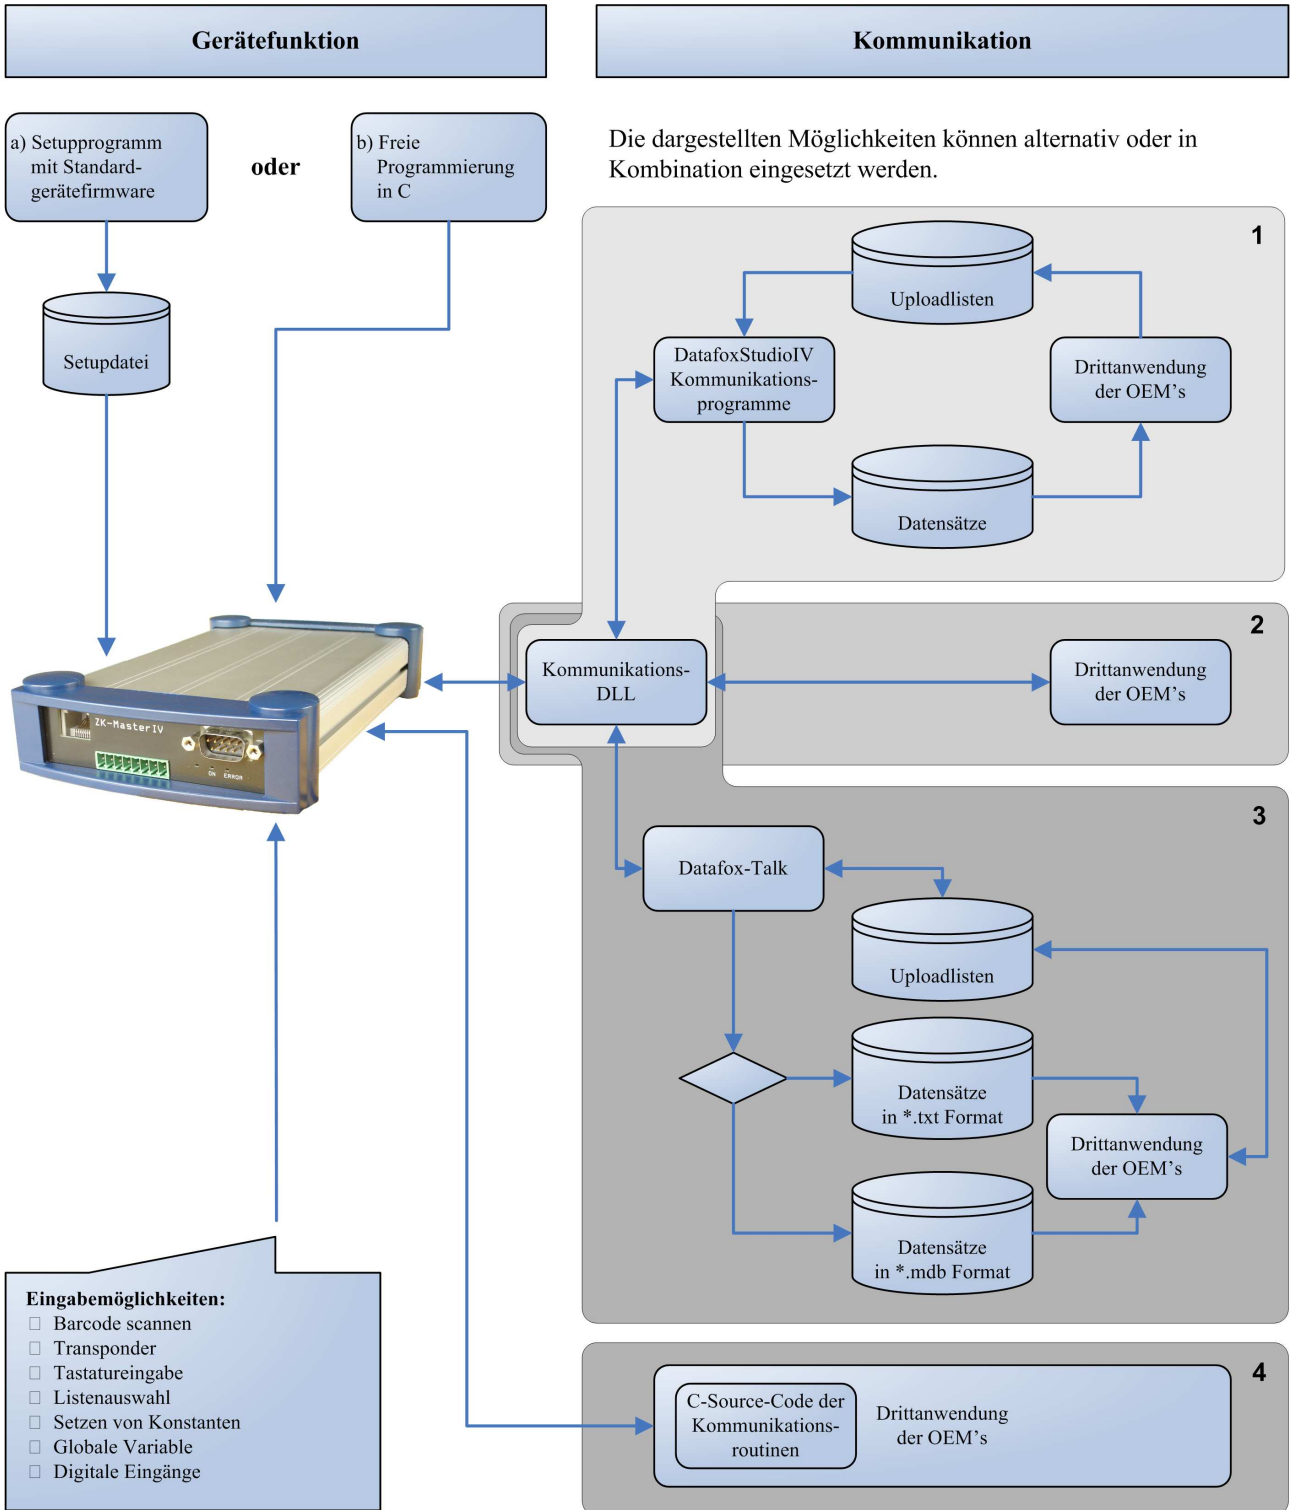 Gerätefunktion
Kommunikation
a) Setupprogramm
mit Standard-
gerätefirmware
oder
b) Freie
Programmierung
in C
Die dargestellten Möglichkeiten können alternativ oder in
Kombination eingesetzt werden.
Setupdatei
1
Uploadlisten
DatafoxStudioIV
Kommunikations-
programme
Drittanwendung
der OEM's
Datensätze
2
Kommunikations-
DLL
Drittanwendung
der OEM's
ZK-MasterIV
ON ERROR
3
Datafox-Talk
Uploadlisten
Datensätze
in *.txt Format
Drittanwendung
der OEM's
Datensätze
in *.mdb Format
Eingabemöglichkeiten:
Barcode scannen
Transponder
Tastatureingabe
Listenauswahl
Setzen von Konstanten
Globale Variable
Digitale Eingänge
4
C-Source-Code der
Kommunikations-
routinen
Drittanwendung
der OEM's